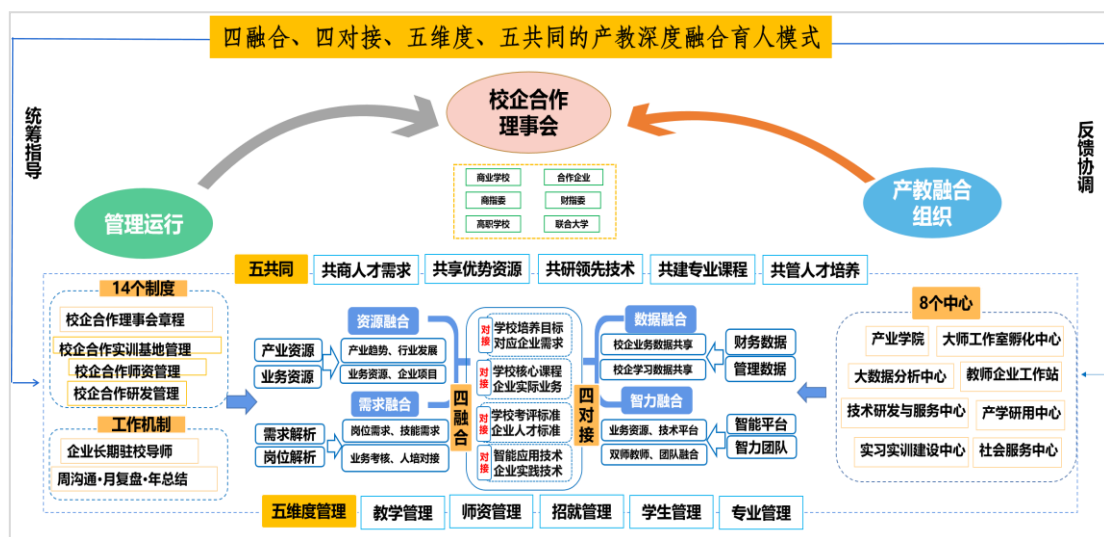 四融合、四对接、五维度、五共同的产教深度融合育人模式
校企合作
理事会
统筹指导
反馈协调
管理运行
产教融合
组织
商业学校
合作企业
商指委
财指委
高职学校
联合大学
五共同
共商人才需求
共享优势资源
共研领先技术
共建专业课程
共管人才培养
14个制度
校企合作理事会章程
校企合作实训基地管理
校企合作师资管理
校企合作研发管理
工作机制
企业长期驻校导师
周沟通·月复盘·年总结
资源融合
产业资源
业务资源
产业趋势、行业发展
业务资源、企业项目
需求融合
需求解析
岗位解析
岗位需求、技能需求
业务考核、人培对接
四融合
对接
学校培养目标
对应企业需求
对接
学校核心课程
企业实际业务
对接
学校考评标准
企业人才标准
对接
智能应用技术
企业实践技术
四对接
数据融合
校企业务数据共享
校企学习数据共享
财务数据
管理数据
智力融合
业务资源、技术平台
双师教师、团队融合
智能平台
智力团队
8个中心
产业学院
大师工作室孵化中心
大数据分析中心
教师企业工作站
技术研发与服务中心
产学研用中心
实习实训建设中心
社会服务中心
五维度管理
教学管理
师资管理
招就管理
学生管理
专业管理